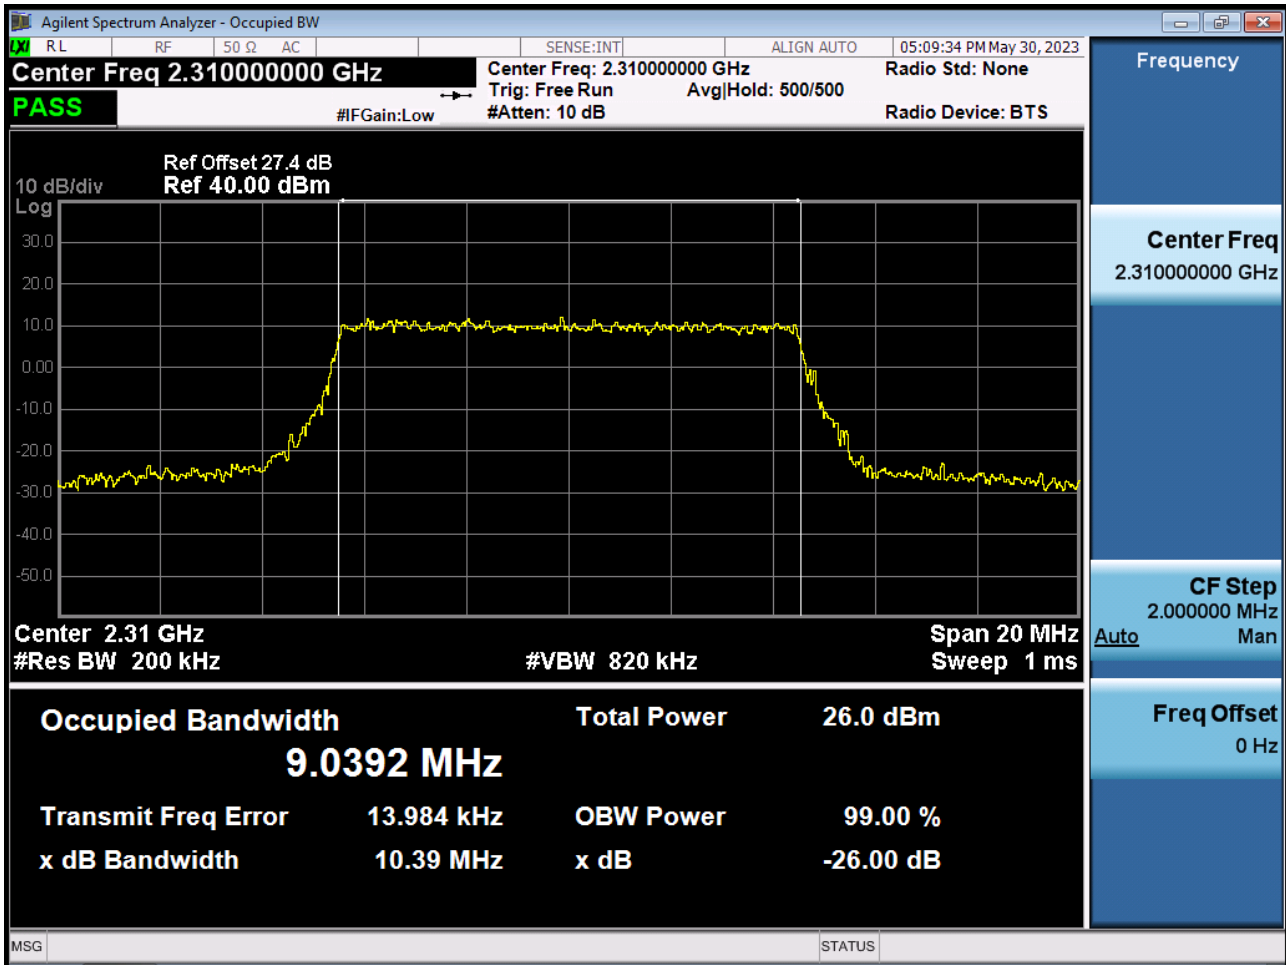 Agilent Spectrum Analyzer - Occupied BW
LXI RL RF 50 Ω AC SENSE:INT ALIGN AUTO 05:09:34 PM May 30, 2023
Center Freq 2.310000000 GHz
Center Freq: 2.310000000 GHz Radio Std: None
Trig: Free Run Avg|Hold: 500/500
PASS
#IFGain:Low #Atten: 10 dB Radio Device: BTS
Ref Offset 27.4 dB
10 dB/div Ref 40.00 dBm
Log
30.0
20.0
10.0
0.00
-10.0
-20.0
-30.0
-40.0
-50.0
Center 2.31 GHz Span 20 MHz
#Res BW 200 kHz #VBW 820 kHz Sweep 1 ms
Occupied Bandwidth Total Power 26.0 dBm
9.0392 MHz
Transmit Freq Error 13.984 kHz OBW Power 99.00 %
x dB Bandwidth 10.39 MHz x dB -26.00 dB
MSG STATUS
Frequency
Center Freq
2.310000000 GHz
CF Step
2.000000 MHz
Auto Man
Freq Offset
0 Hz